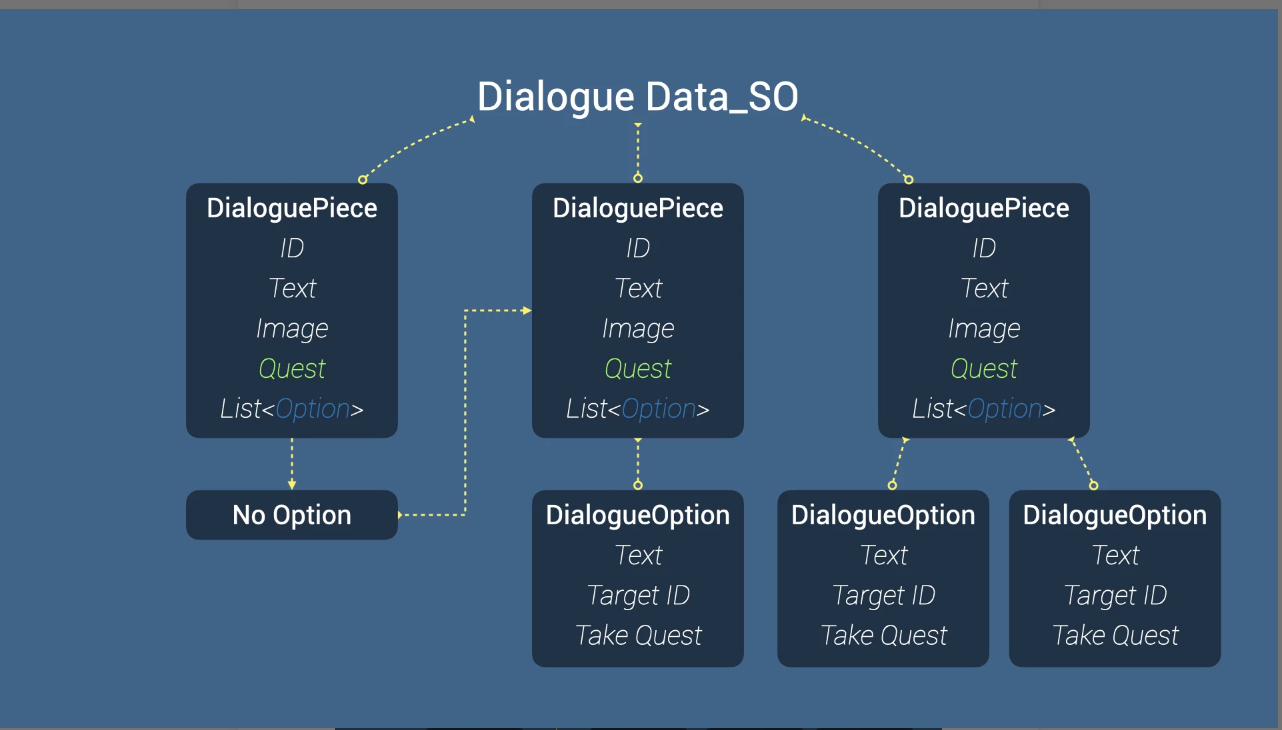 Dialogue Data_SO
DialoguePiece
ID
Text
Image
Quest
List<Option>
No Option
DialoguePiece
ID
Text
Image
Quest
List<Option>
DialogueOption
Text
Target ID
Take Quest
DialoguePiece
ID
Text
Image
Quest
List<Option>
DialogueOption
Text
Target ID
Take Quest
DialogueOption
Text
Target ID
Take Quest